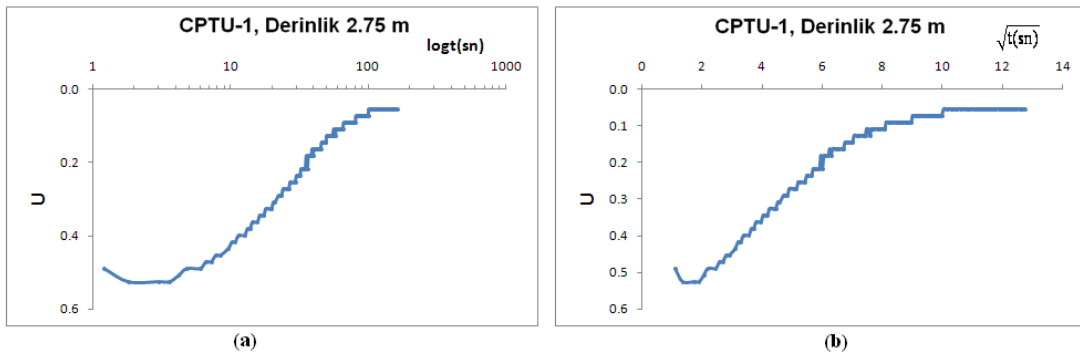 CPTU-1, Derinlik 2.75 m
logt(sn)
1 10 100 1000
0.0
0.2
0.4
0.6
U
(a)
CPTU-1, Derinlik 2.75 m
√t(sn)
0 2 4 6 8 10 12 14
0.0
0.1
0.2
0.3
0.4
0.5
0.6
U
(b)